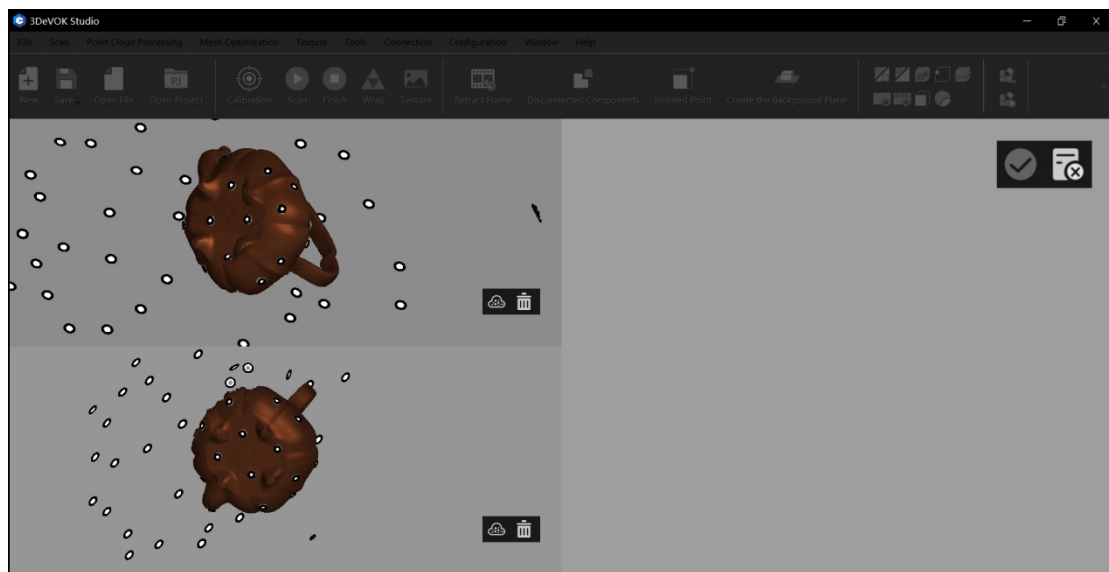 3DeVOK Studio
File Scan Point Cloud Processing Mesh Optimization Texture Tools Connection Configuration Window Help
PJ
New Save Open File Open Project Calibration Scan Finish Wrap Texture Retract Frame Disconnected Components Isolated Point Create the Background Plane